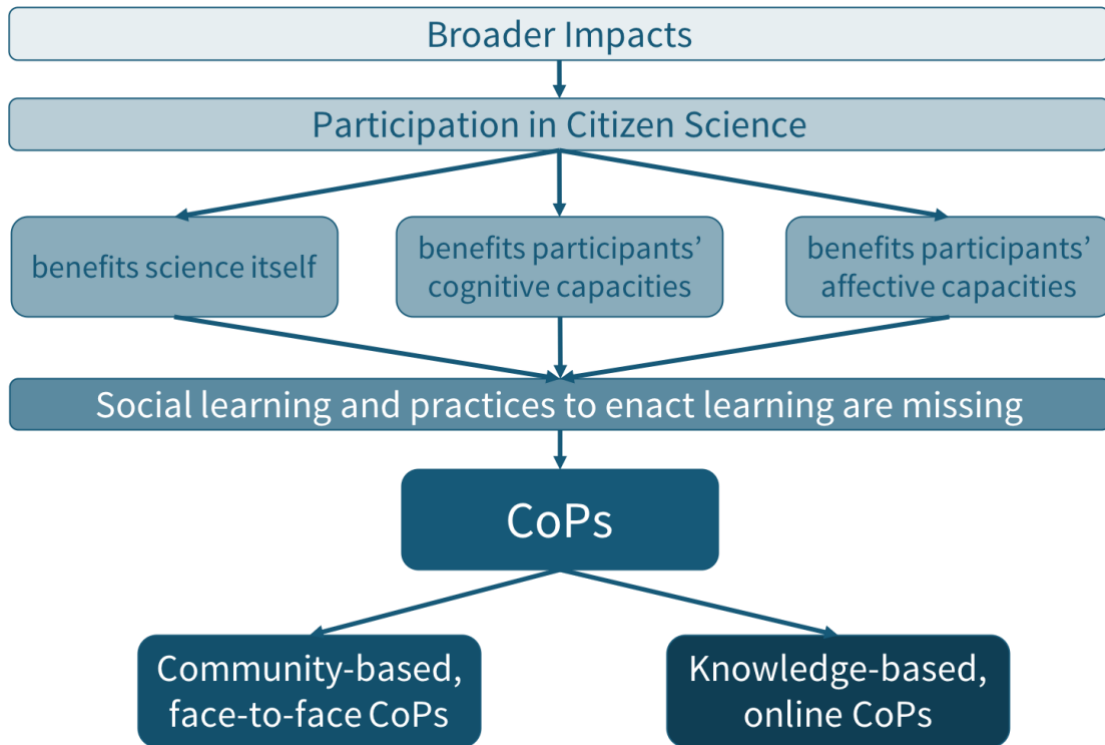 Broader Impacts
Participation in Citizen Science
benefits science itself
benefits participants’
cognitive capacities
benefits participants’
affective capacities
Social learning and practices to enact learning are missing
CoPs
Community-based,
face-to-face CoPs
Knowledge-based,
online CoPs